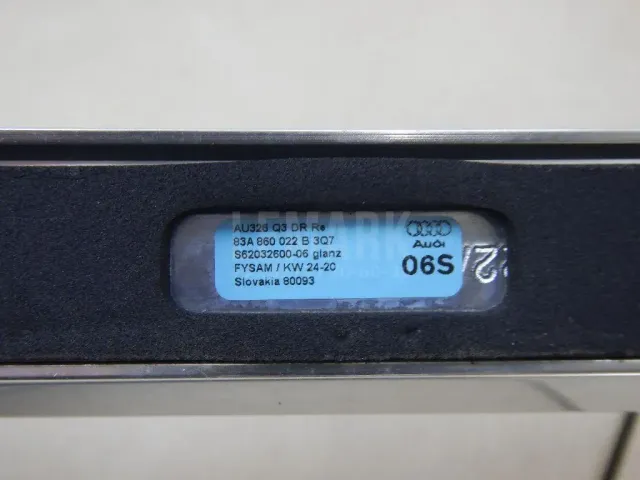 AU326 Q3 DR Re
83A 860 022 B 3Q7
S62032600-06 glanz
FYSAM / KW 24-20
Slovakia 80093
Audi
06S
LEMARK